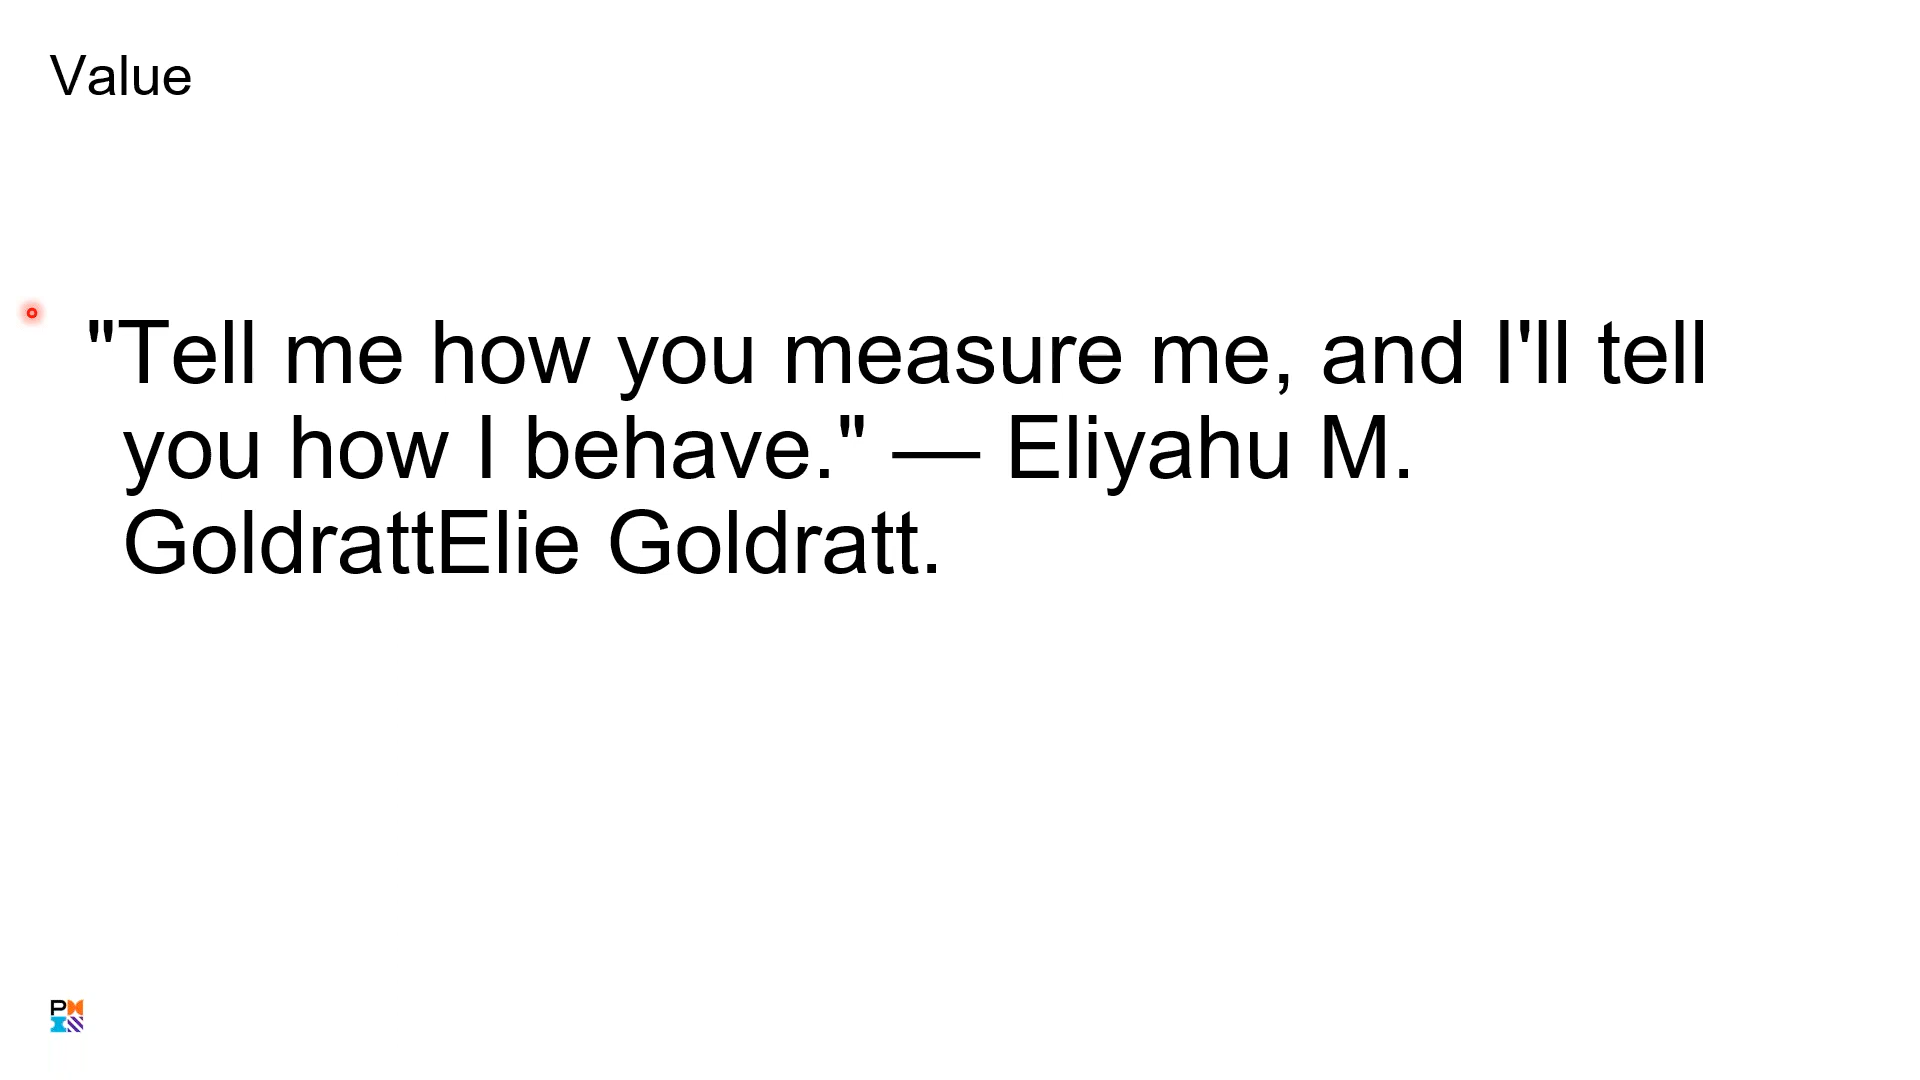 Value
"Tell me how you measure me, and I'll tell
you how I behave." — Eliyahu M.
GoldrattElie Goldratt.
P